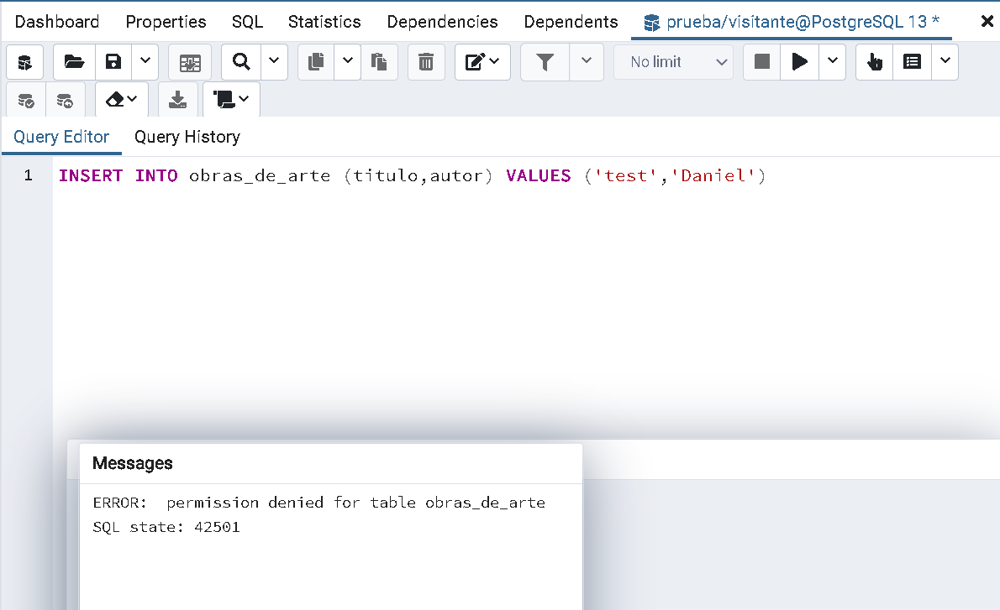 Dashboard Properties SQL Statistics Dependencies Dependents prueba/visitante@PostgreSQL 13 *
No limit
Query Editor Query History
1 INSERT INTO obras_de_arte (titulo,autor) VALUES ('test','Daniel')
Messages
ERROR:  permission denied for table obras_de_arte
SQL state: 42501